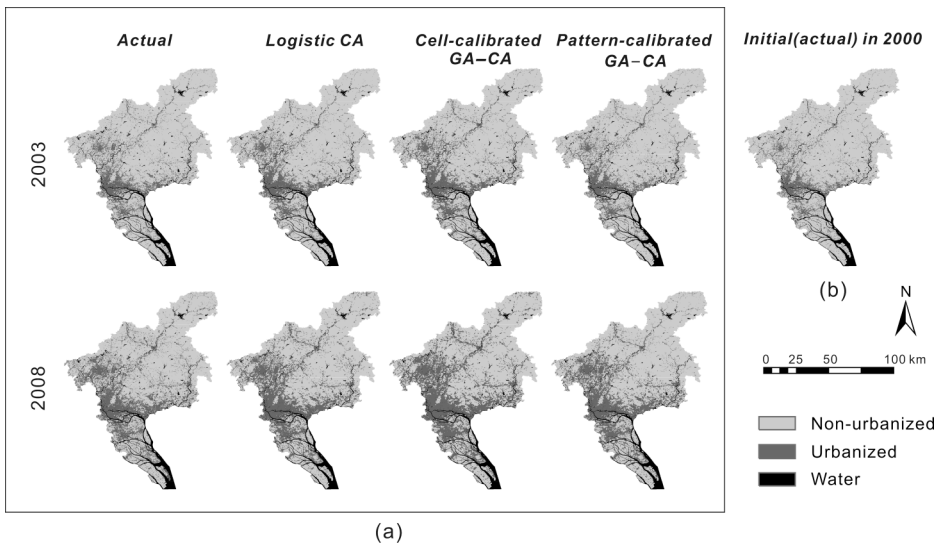 Actual
Logistic CA
Cell-calibrated
GA–CA
Pattern-calibrated
GA–CA
Initial(actual) in 2000
2003
2008
(a)
(b)
N
0 25 50 100 km
Non-urbanized
Urbanized
Water